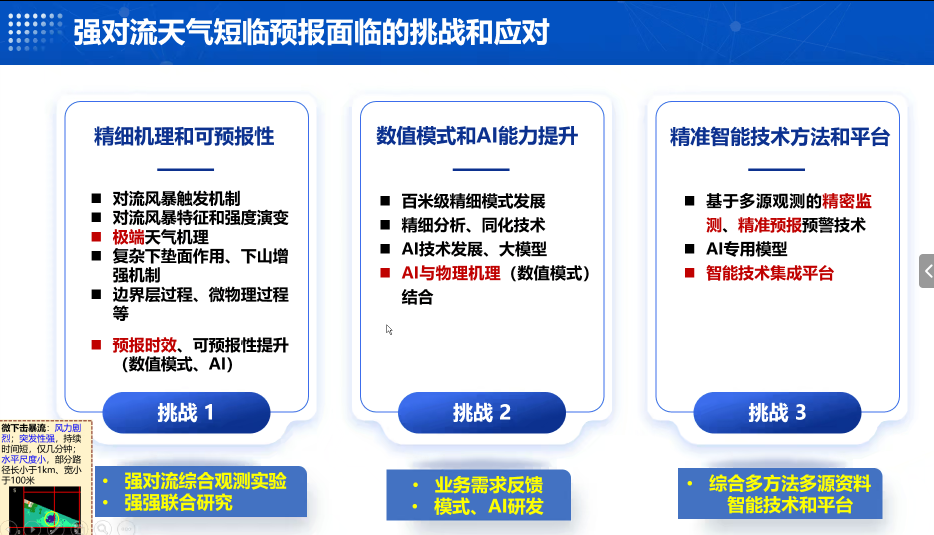 强对流天气短临预报面临的挑战和应对
精细机理和可预报性
■ 对流风暴触发机制
■ 对流风暴特征和强度演变
■ 极端天气机理
■ 复杂下垫面作用、下山增
强机制
■ 边界层过程、微物理过程
等
■ 预报时效、可预报性提升
（数值模式、AI）
挑战 1
• 强对流综合观测实验
• 强强联合研究
数值模式和AI能力提升
■ 百米级精细模式发展
■ 精细分析、同化技术
■ AI技术发展、大模型
■ AI与物理机理（数值模式）
结合
挑战 2
• 业务需求反馈
• 模式、AI研发
精准智能技术方法和平台
■ 基于多源观测的精密监
测、精准预报预警技术
■ AI专用模型
■ 智能技术集成平台
挑战 3
• 综合多方法多源资料
智能技术和平台
微下击暴流：风力剧
烈；突发性强，持续
时间短，仅几分钟；
水平尺度小，部分路
径长小于1km、宽小
于100米